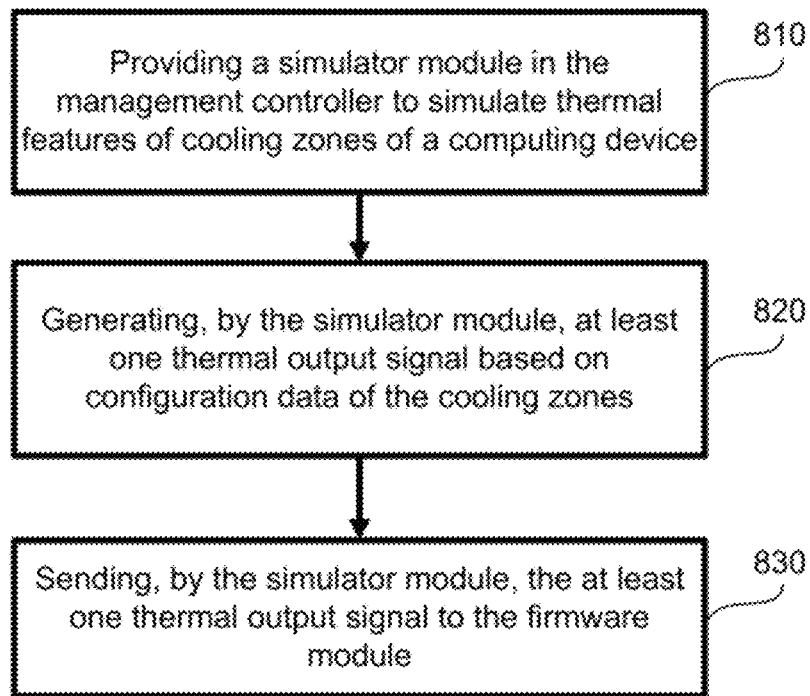 810
Providing a simulator module in the
management controller to simulate thermal
features of cooling zones of a computing device
820
Generating, by the simulator module, at least
one thermal output signal based on
configuration data of the cooling zones
830
Sending, by the simulator module, the at least
one thermal output signal to the firmware
module